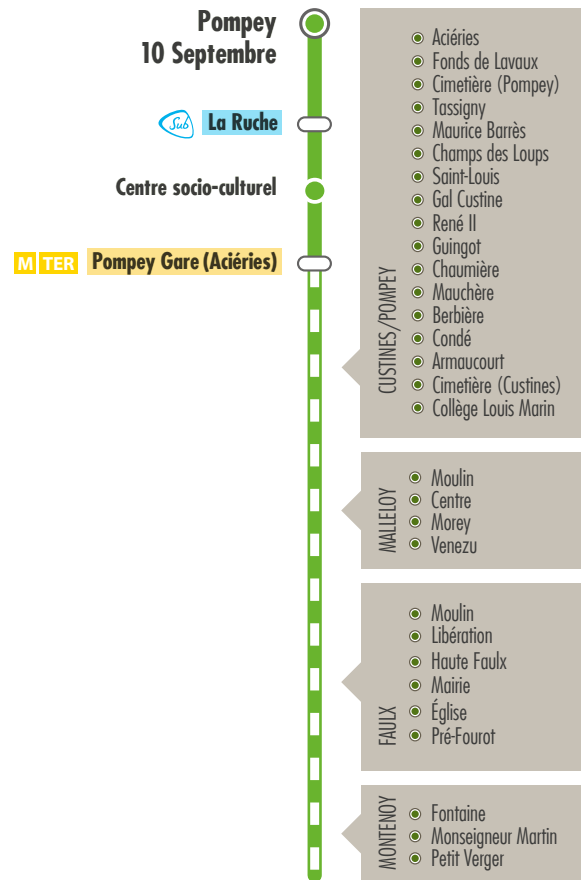 Pompey
10 Septembre
Sub La Ruche
Centre socio-culturel
M TER Pompey Gare (Aciéries)
CUSTINES/POMPEY
Aciéries
Fonds de Lavaux
Cimetière (Pompey)
Tassigny
Maurice Barrès
Champs des Loups
Saint-Louis
Gal Custine
René II
Guingot
Chaumière
Mauchère
Berbière
Condé
Armaucourt
Cimetière (Custines)
Collège Louis Marin
MALLELOY
Moulin
Centre
Morey
Venezu
FAULX
Moulin
Libération
Haute Faulx
Mairie
Église
Pré-Fourot
MONTENOY
Fontaine
Monseigneur Martin
Petit Verger